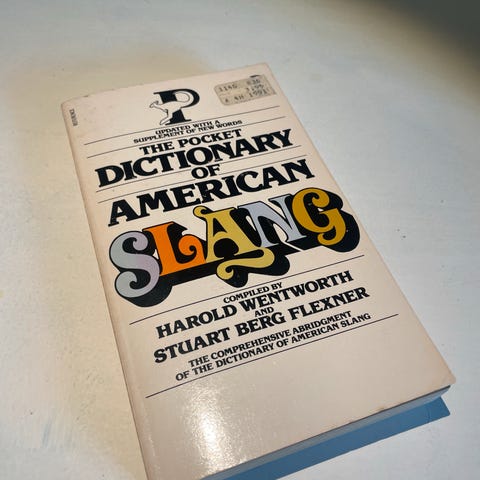 P
UPDATED WITH A
SUPPLEMENT OF NEW WORDS
THE POCKET
DICTIONARY
OF
AMERICAN
SLANG
COMPILED BY
HAROLD WENTWORTH
AND
STUART BERG FLEXNER
THE COMPREHENSIVE ABRIDGMENT
OF THE DICTIONARY OF AMERICAN SLANG